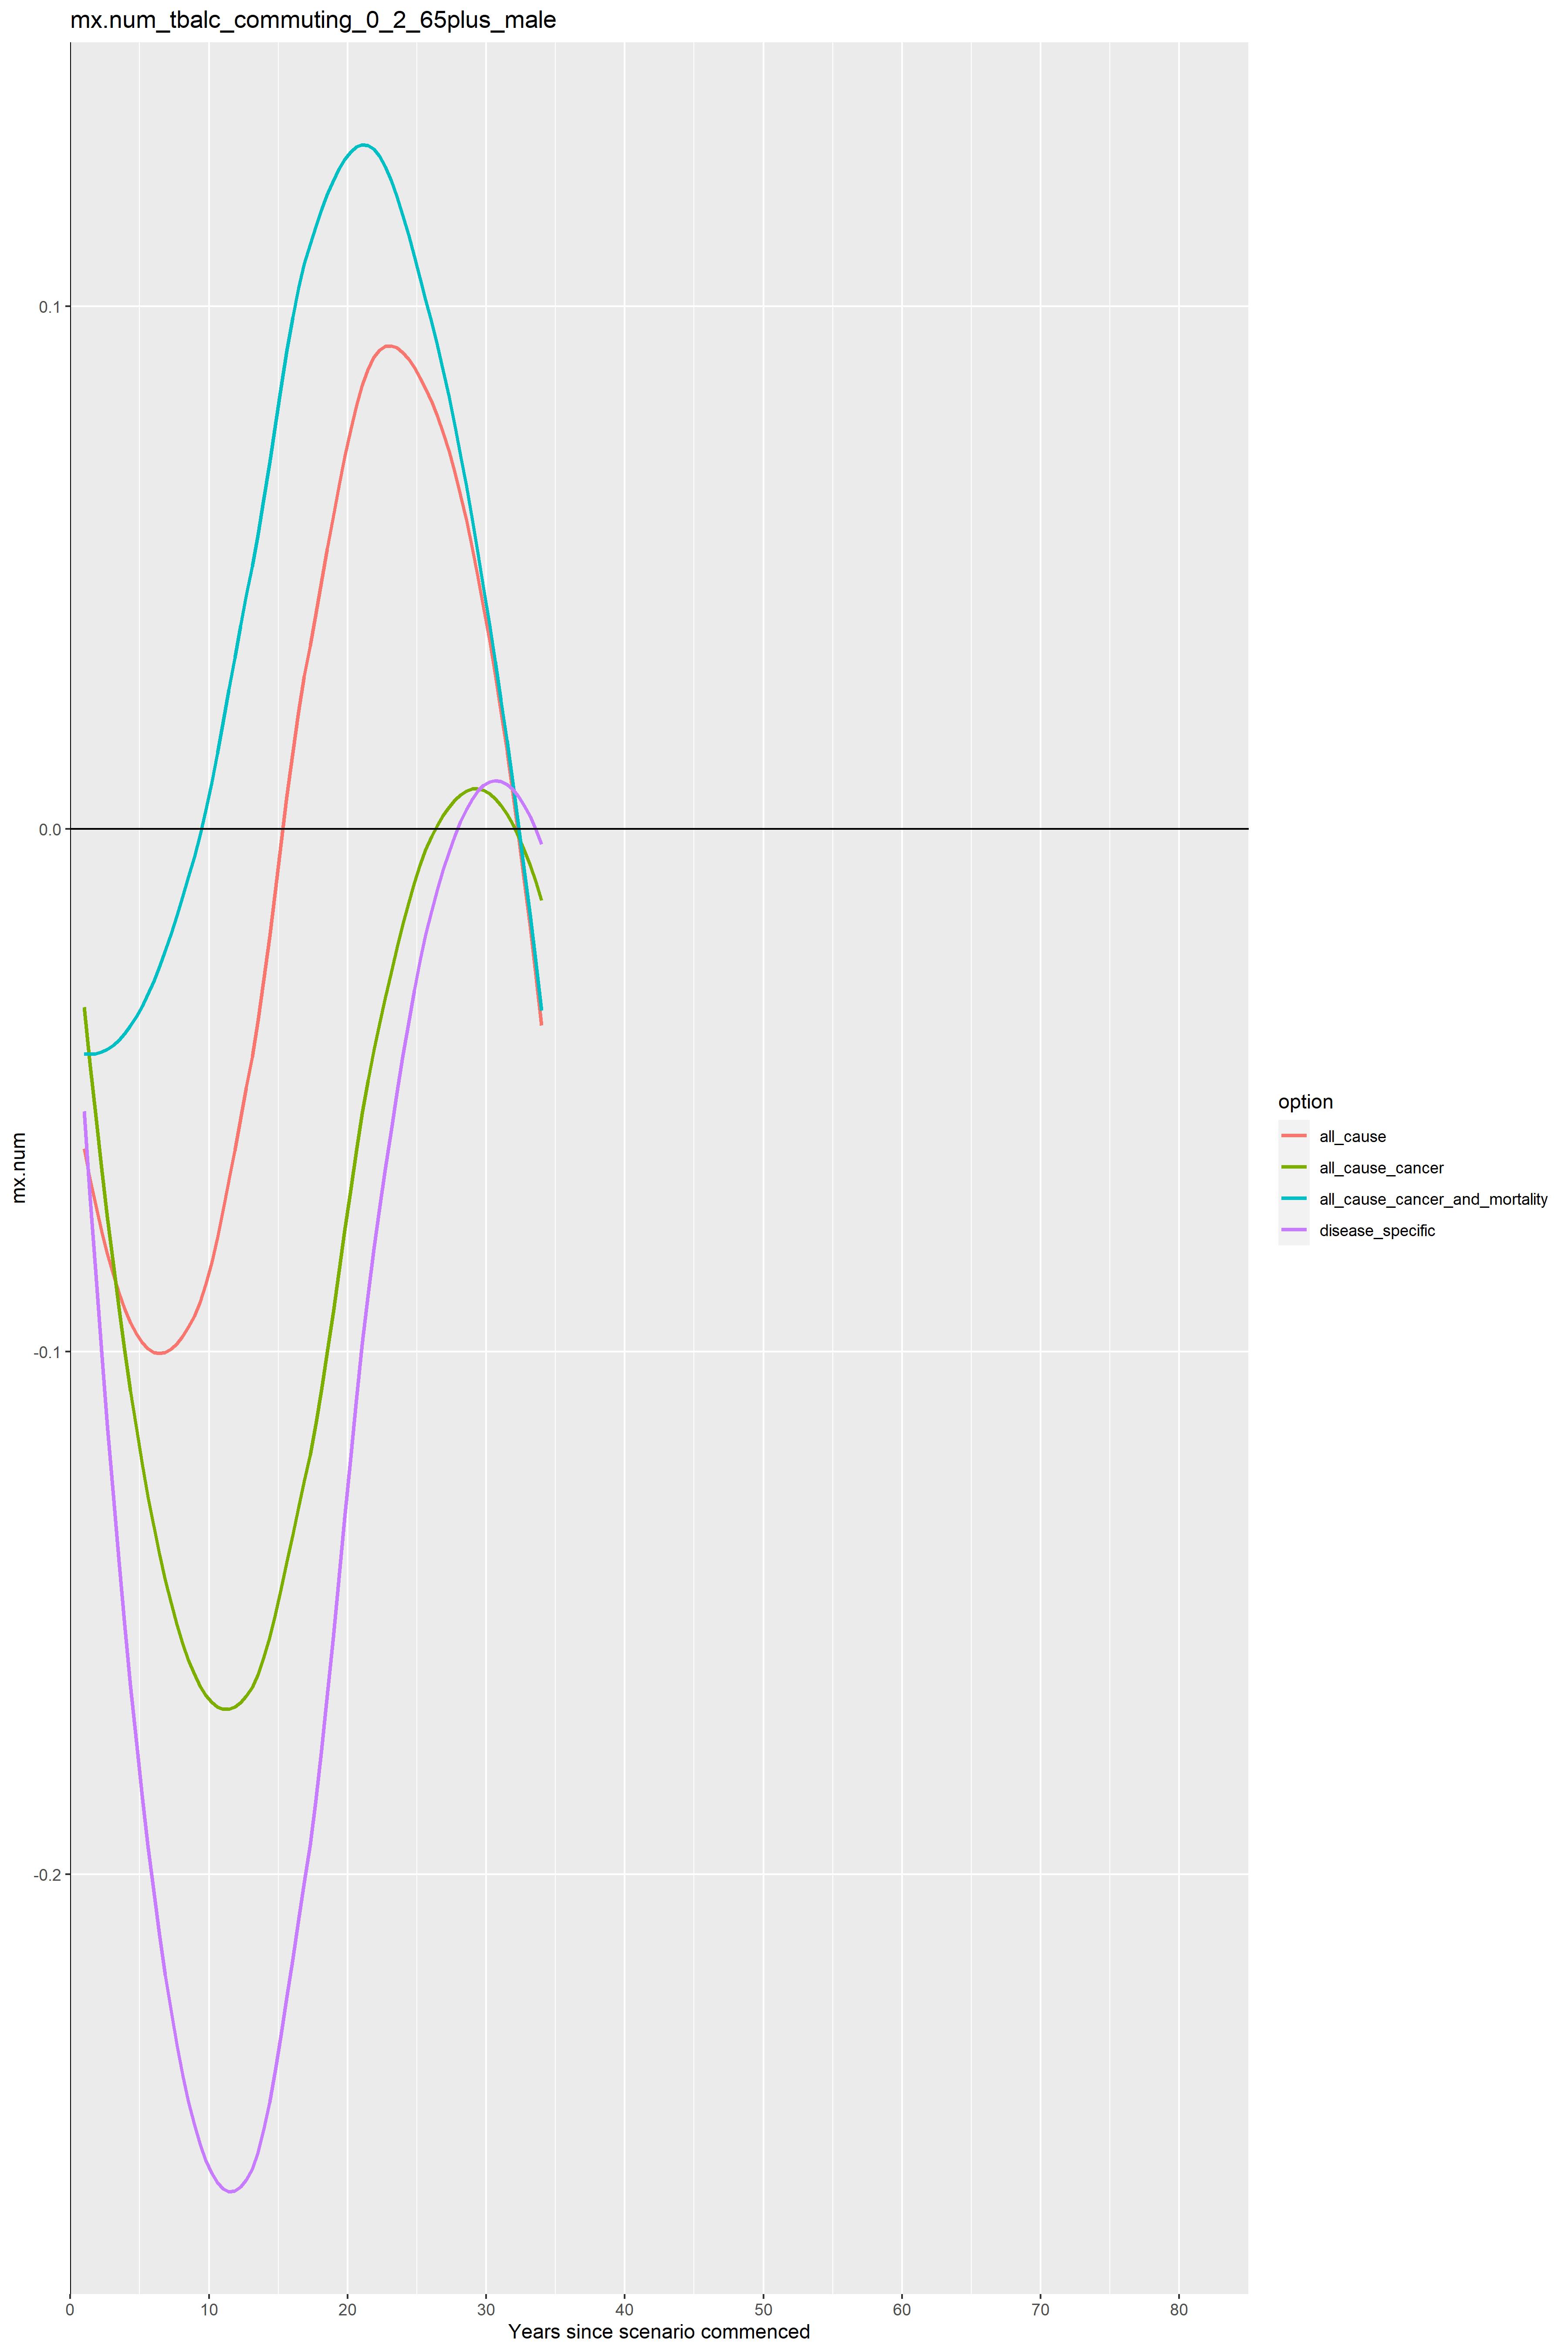 mx.num_tbalc_commuting_0_2_65plus_male
mx.num
0.1
0.0
-0.1
-0.2
0 10 20 30 40 50 60 70 80
Years since scenario commenced
option
all_cause
all_cause_cancer
all_cause_cancer_and_mortality
disease_specific